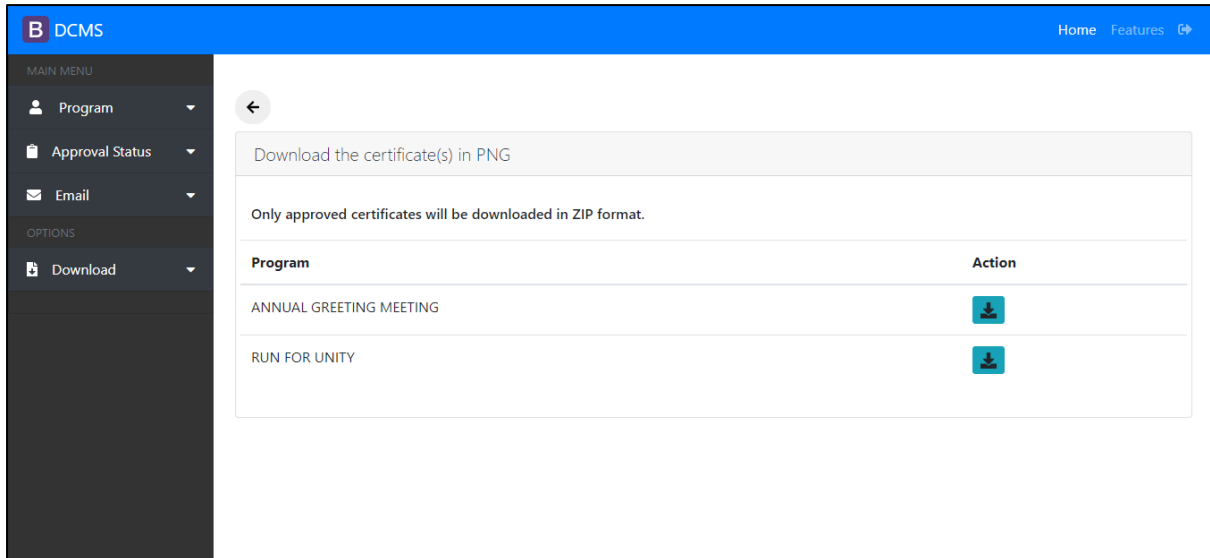 B DCMS
Home Features
MAIN MENU
Program
Approval Status
Email
OPTIONS
Download
Download the certificate(s) in PNG
Only approved certificates will be downloaded in ZIP format.
Program Action
ANNUAL GREETING MEETING
RUN FOR UNITY